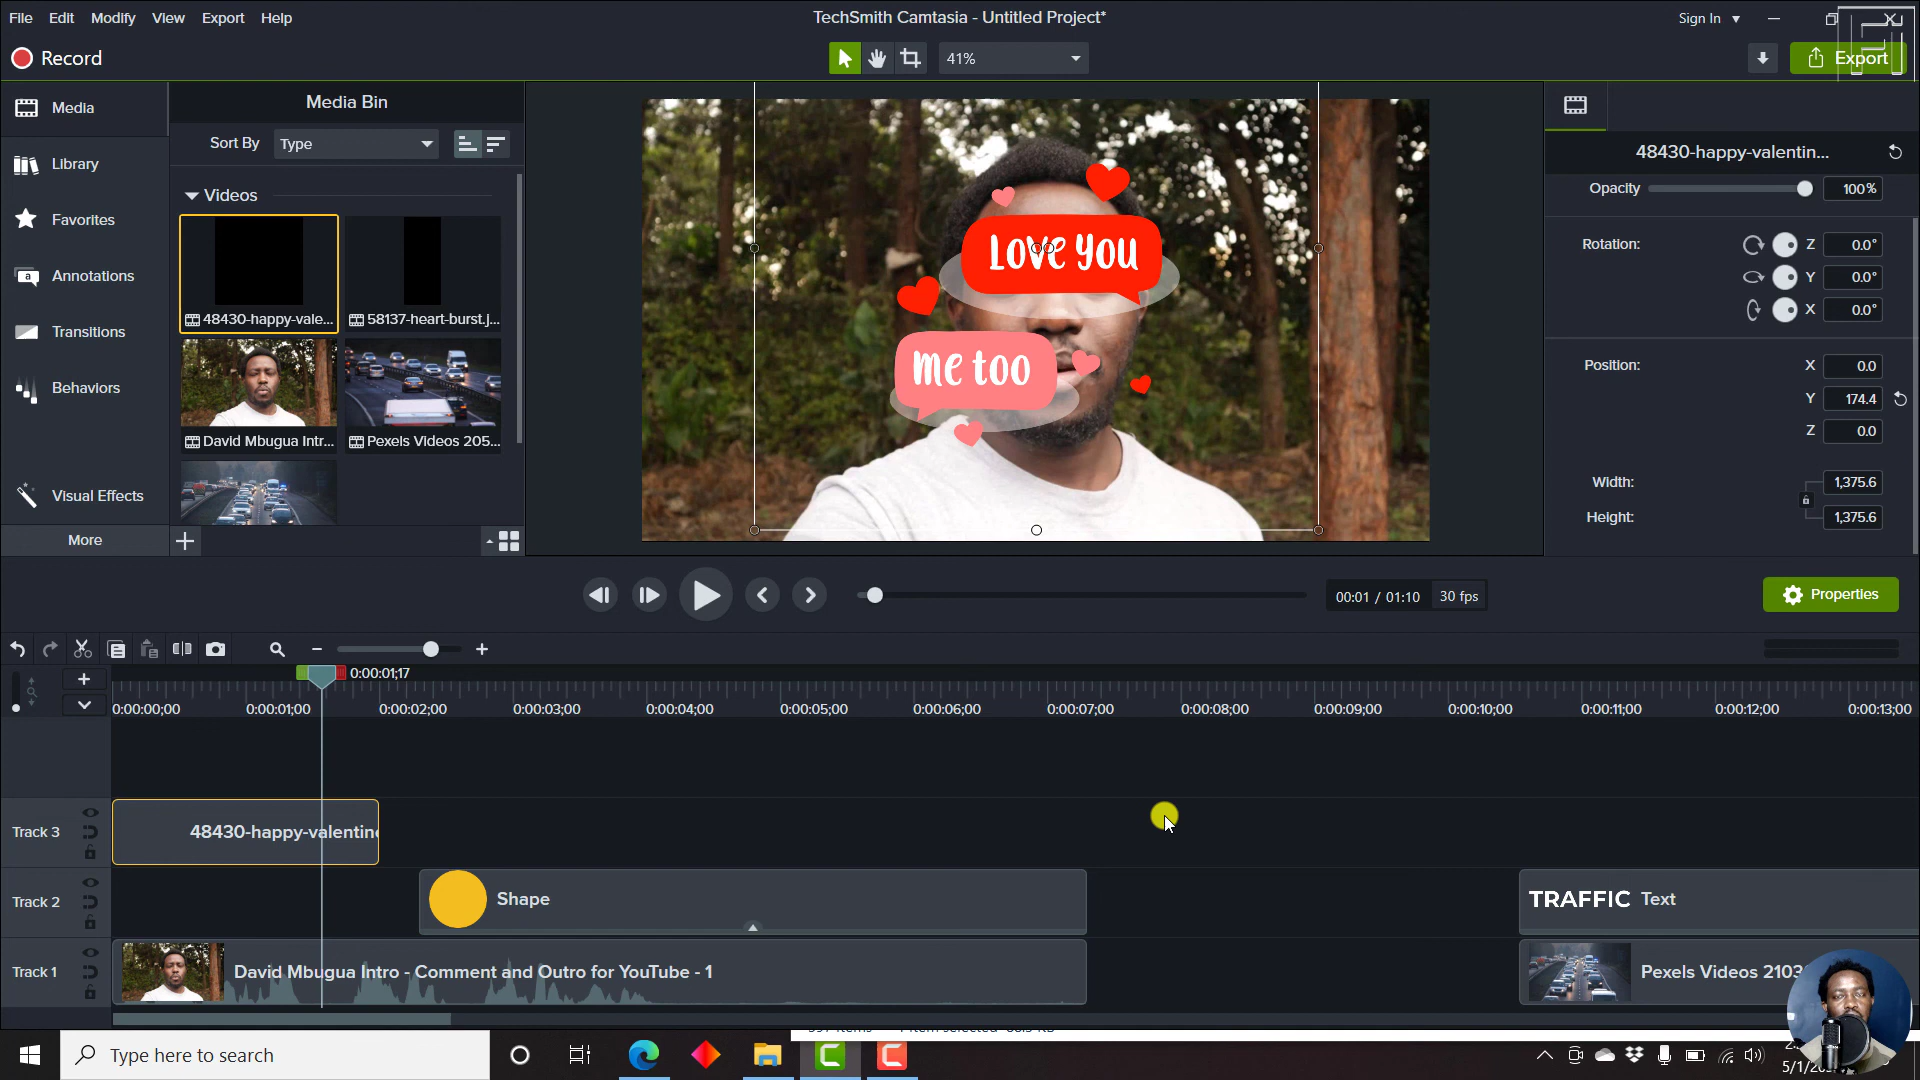 File Edit Modify View Export Help
TechSmith Camtasia - Untitled Project*
Sign In
Record
41%
Export
Media
Library
Favorites
Annotations
Transitions
Behaviors
Visual Effects
More
Media Bin
Sort By Type
Videos
48430-happy-vale...
58137-heart-burst.j...
David Mbugua Intr...
Pexels Videos 205...
LOVE YOU
ME TOO
48430-happy-valentin...
Opacity 100%
Rotation: Z 0.0°
Y 0.0°
X 0.0°
Position: X 0.0
Y 174.4
Z 0.0
Width: 1,375.6
Height: 1,375.6
00:01 / 01:10 30 fps
Properties
0:00:01;17
0:00:00;00 0:00:01;00 0:00:02;00 0:00:03;00 0:00:04;00 0:00:05;00 0:00:06;00 0:00:07;00 0:00:08;00 0:00:09;00 0:00:10;00 0:00:11;00 0:00:12;00 0:00:13;00
Track 3
48430-happy-valentin
Track 2
Shape
TRAFFIC Text
Track 1
David Mbugua Intro - Comment and Outro for YouTube - 1
Pexels Videos 2103
Type here to search